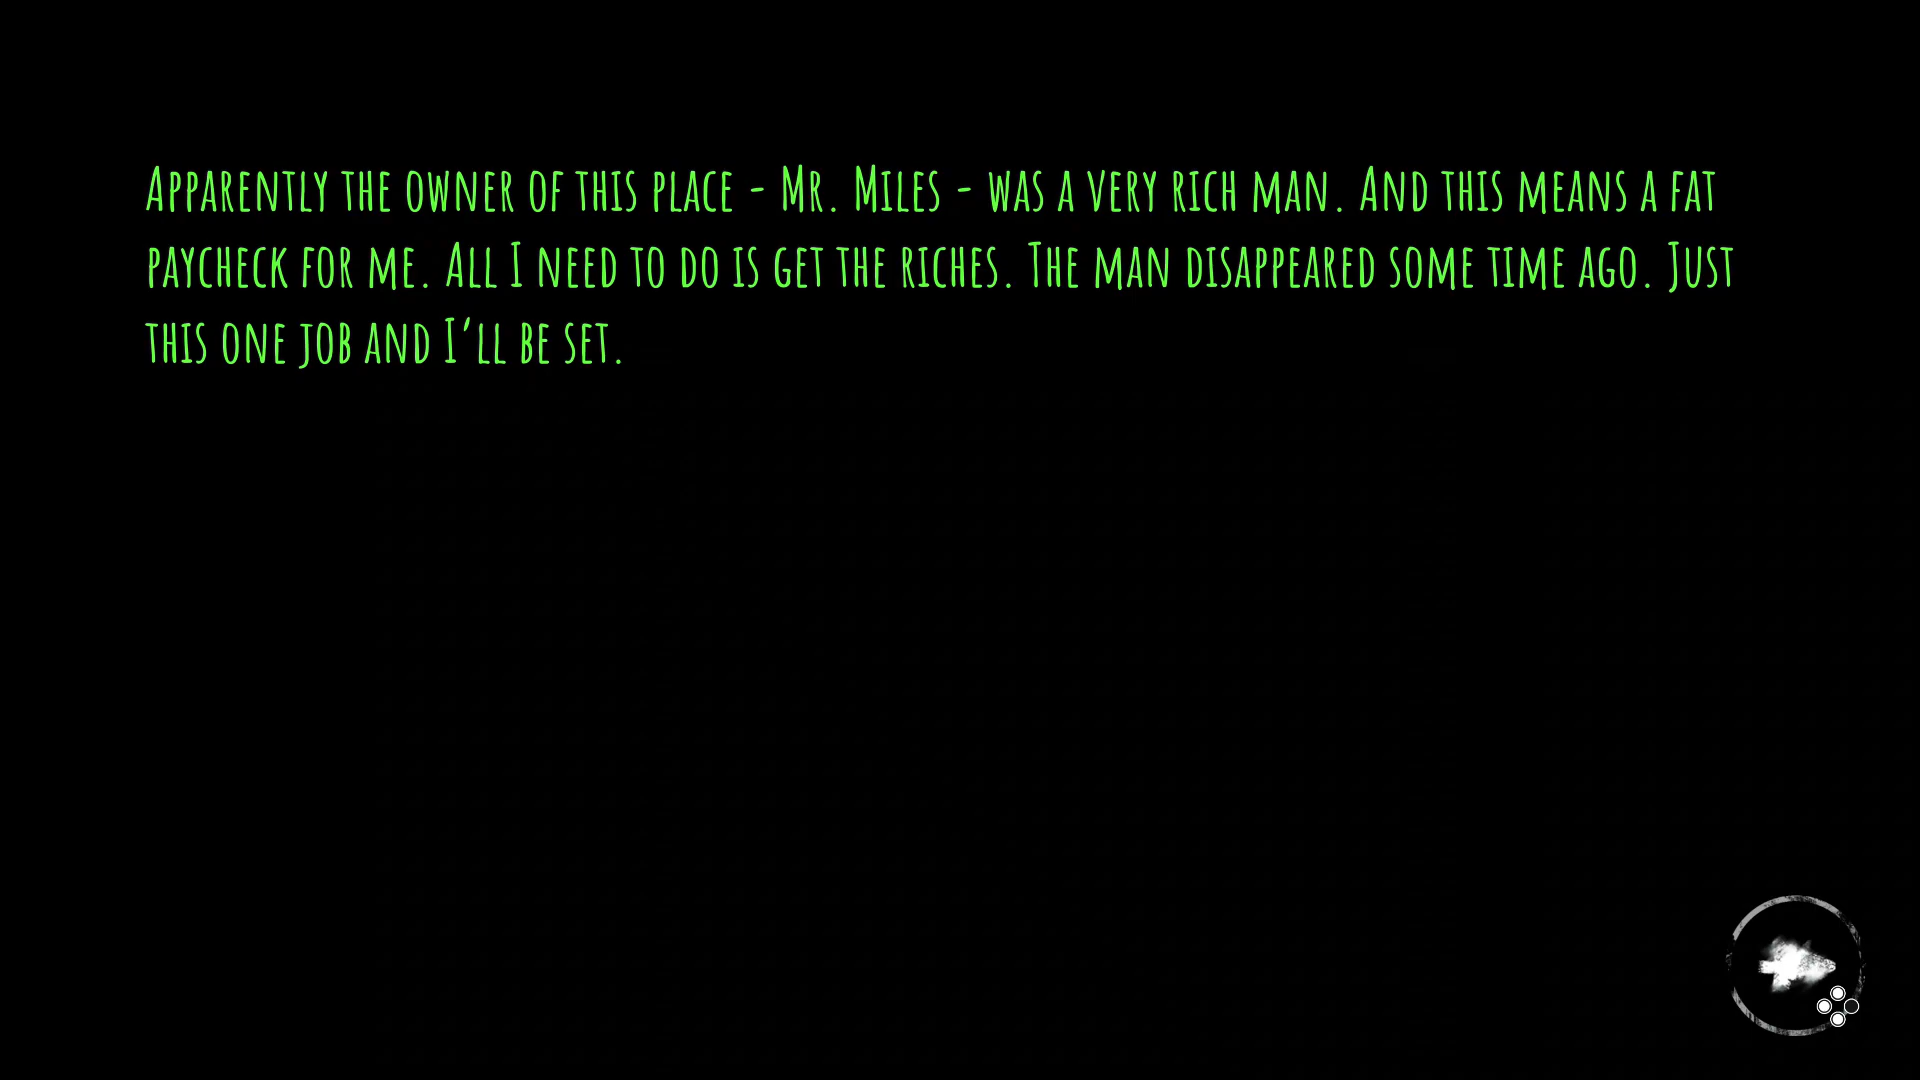 Apparently the owner of this place - Mr. Miles - was a very rich man. And this means a fat
paycheck for me. All I need to do is get the riches. The man disappeared some time ago. Just
this one job and I'll be set.